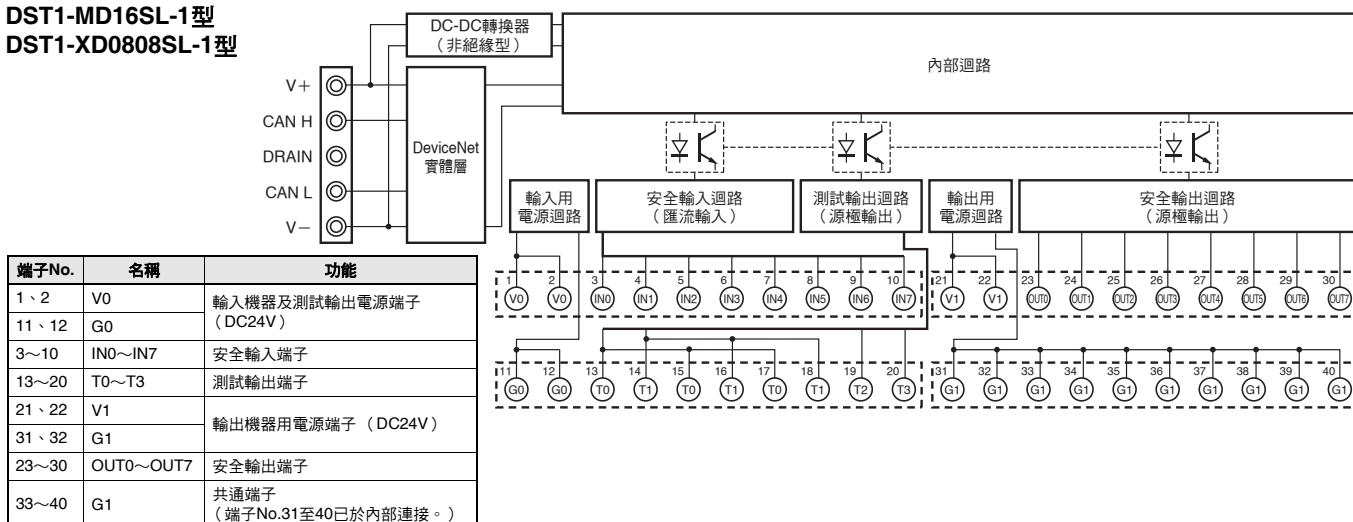 DST1-MD16SL-1型
DST1-XD0808SL-1型
DC-DC轉換器
（非絕緣型）
內部迴路
V＋
CAN H
DRAIN
CAN L
V－
DeviceNet
實體層
輸入用
電源迴路
安全輸入迴路
（匯流輸入）
測試輸出迴路
（源極輸出）
輸出用
電源迴路
安全輸出迴路
（源極輸出）
1 2 3 4 5 6 7 8 9 10 21 22 23 24 25 26 27 28 29 30
V0 V0 IN0 IN1 IN2 IN3 IN4 IN5 IN6 IN7 V1 V1 OUT0 OUT1 OUT2 OUT3 OUT4 OUT5 OUT6 OUT7
11 12 13 14 15 16 17 18 19 20 31 32 33 34 35 36 37 38 39 40
G0 G0 T0 T1 T0 T1 T0 T1 T2 T3 G1 G1 G1 G1 G1 G1 G1 G1 G1 G1
端子No. 名稱 功能
1、2 V0 輸入機器及測試輸出電源端子
（DC24V）
11、12 G0
3～10 IN0～IN7 安全輸入端子
13～20 T0～T3 測試輸出端子
21、22 V1 輸出機器用電源端子 （DC24V）
31、32 G1
23～30 OUT0～OUT7 安全輸出端子
33～40 G1 共通端子
（端子No.31至40已於內部連接。）